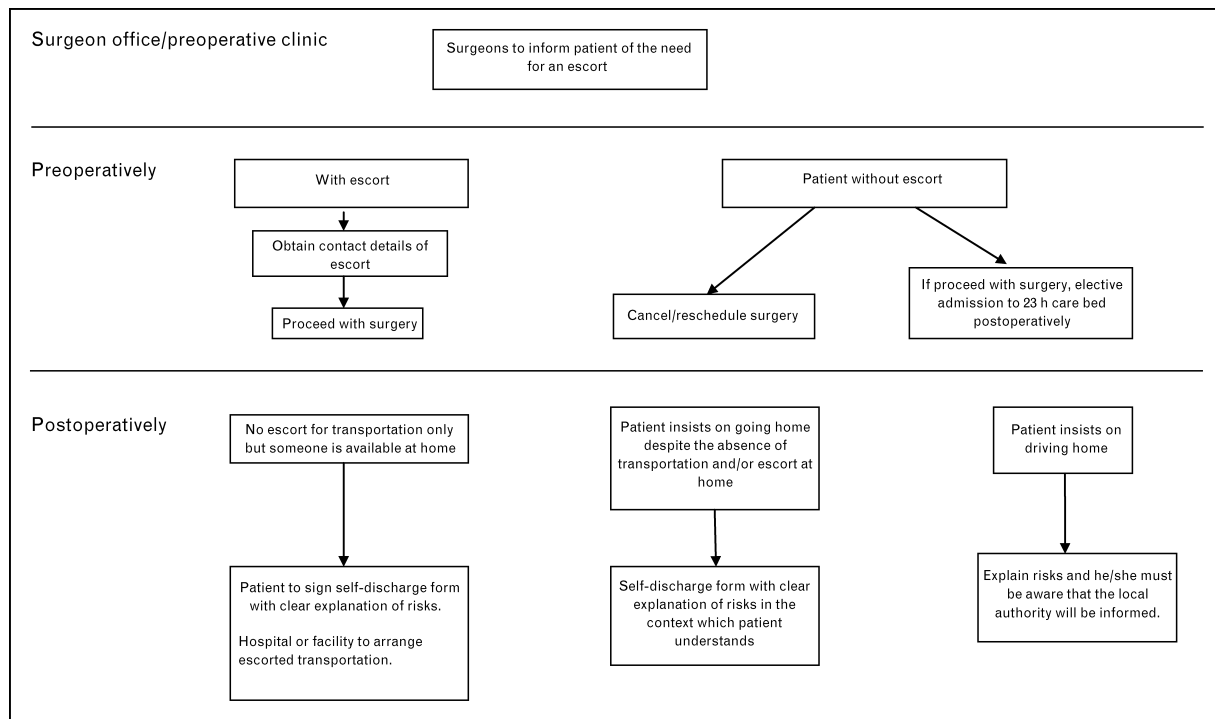 Surgeon office/preoperative clinic
Surgeons to inform patient of the need
for an escort
Preoperatively
With escort
Obtain contact details of
escort
Proceed with surgery
Patient without escort
Cancel/reschedule surgery
If proceed with surgery, elective
admission to 23 h care bed
postoperatively
Postoperatively
No escort for transportation only
but someone is available at home
Patient to sign self-discharge form
with clear explanation of risks.
Hospital or facility to arrange
escorted transportation.
Patient insists on going home
despite the absence of
transportation and/or escort at
home
Self-discharge form with clear
explanation of risks in the
context which patient
understands
Patient insists on
driving home
Explain risks and he/she must
be aware that the local
authority will be informed.